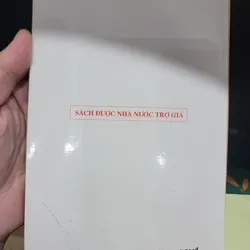 SÁCH ĐƯỢC NHÀ NƯỚC TRỢ GIÁ